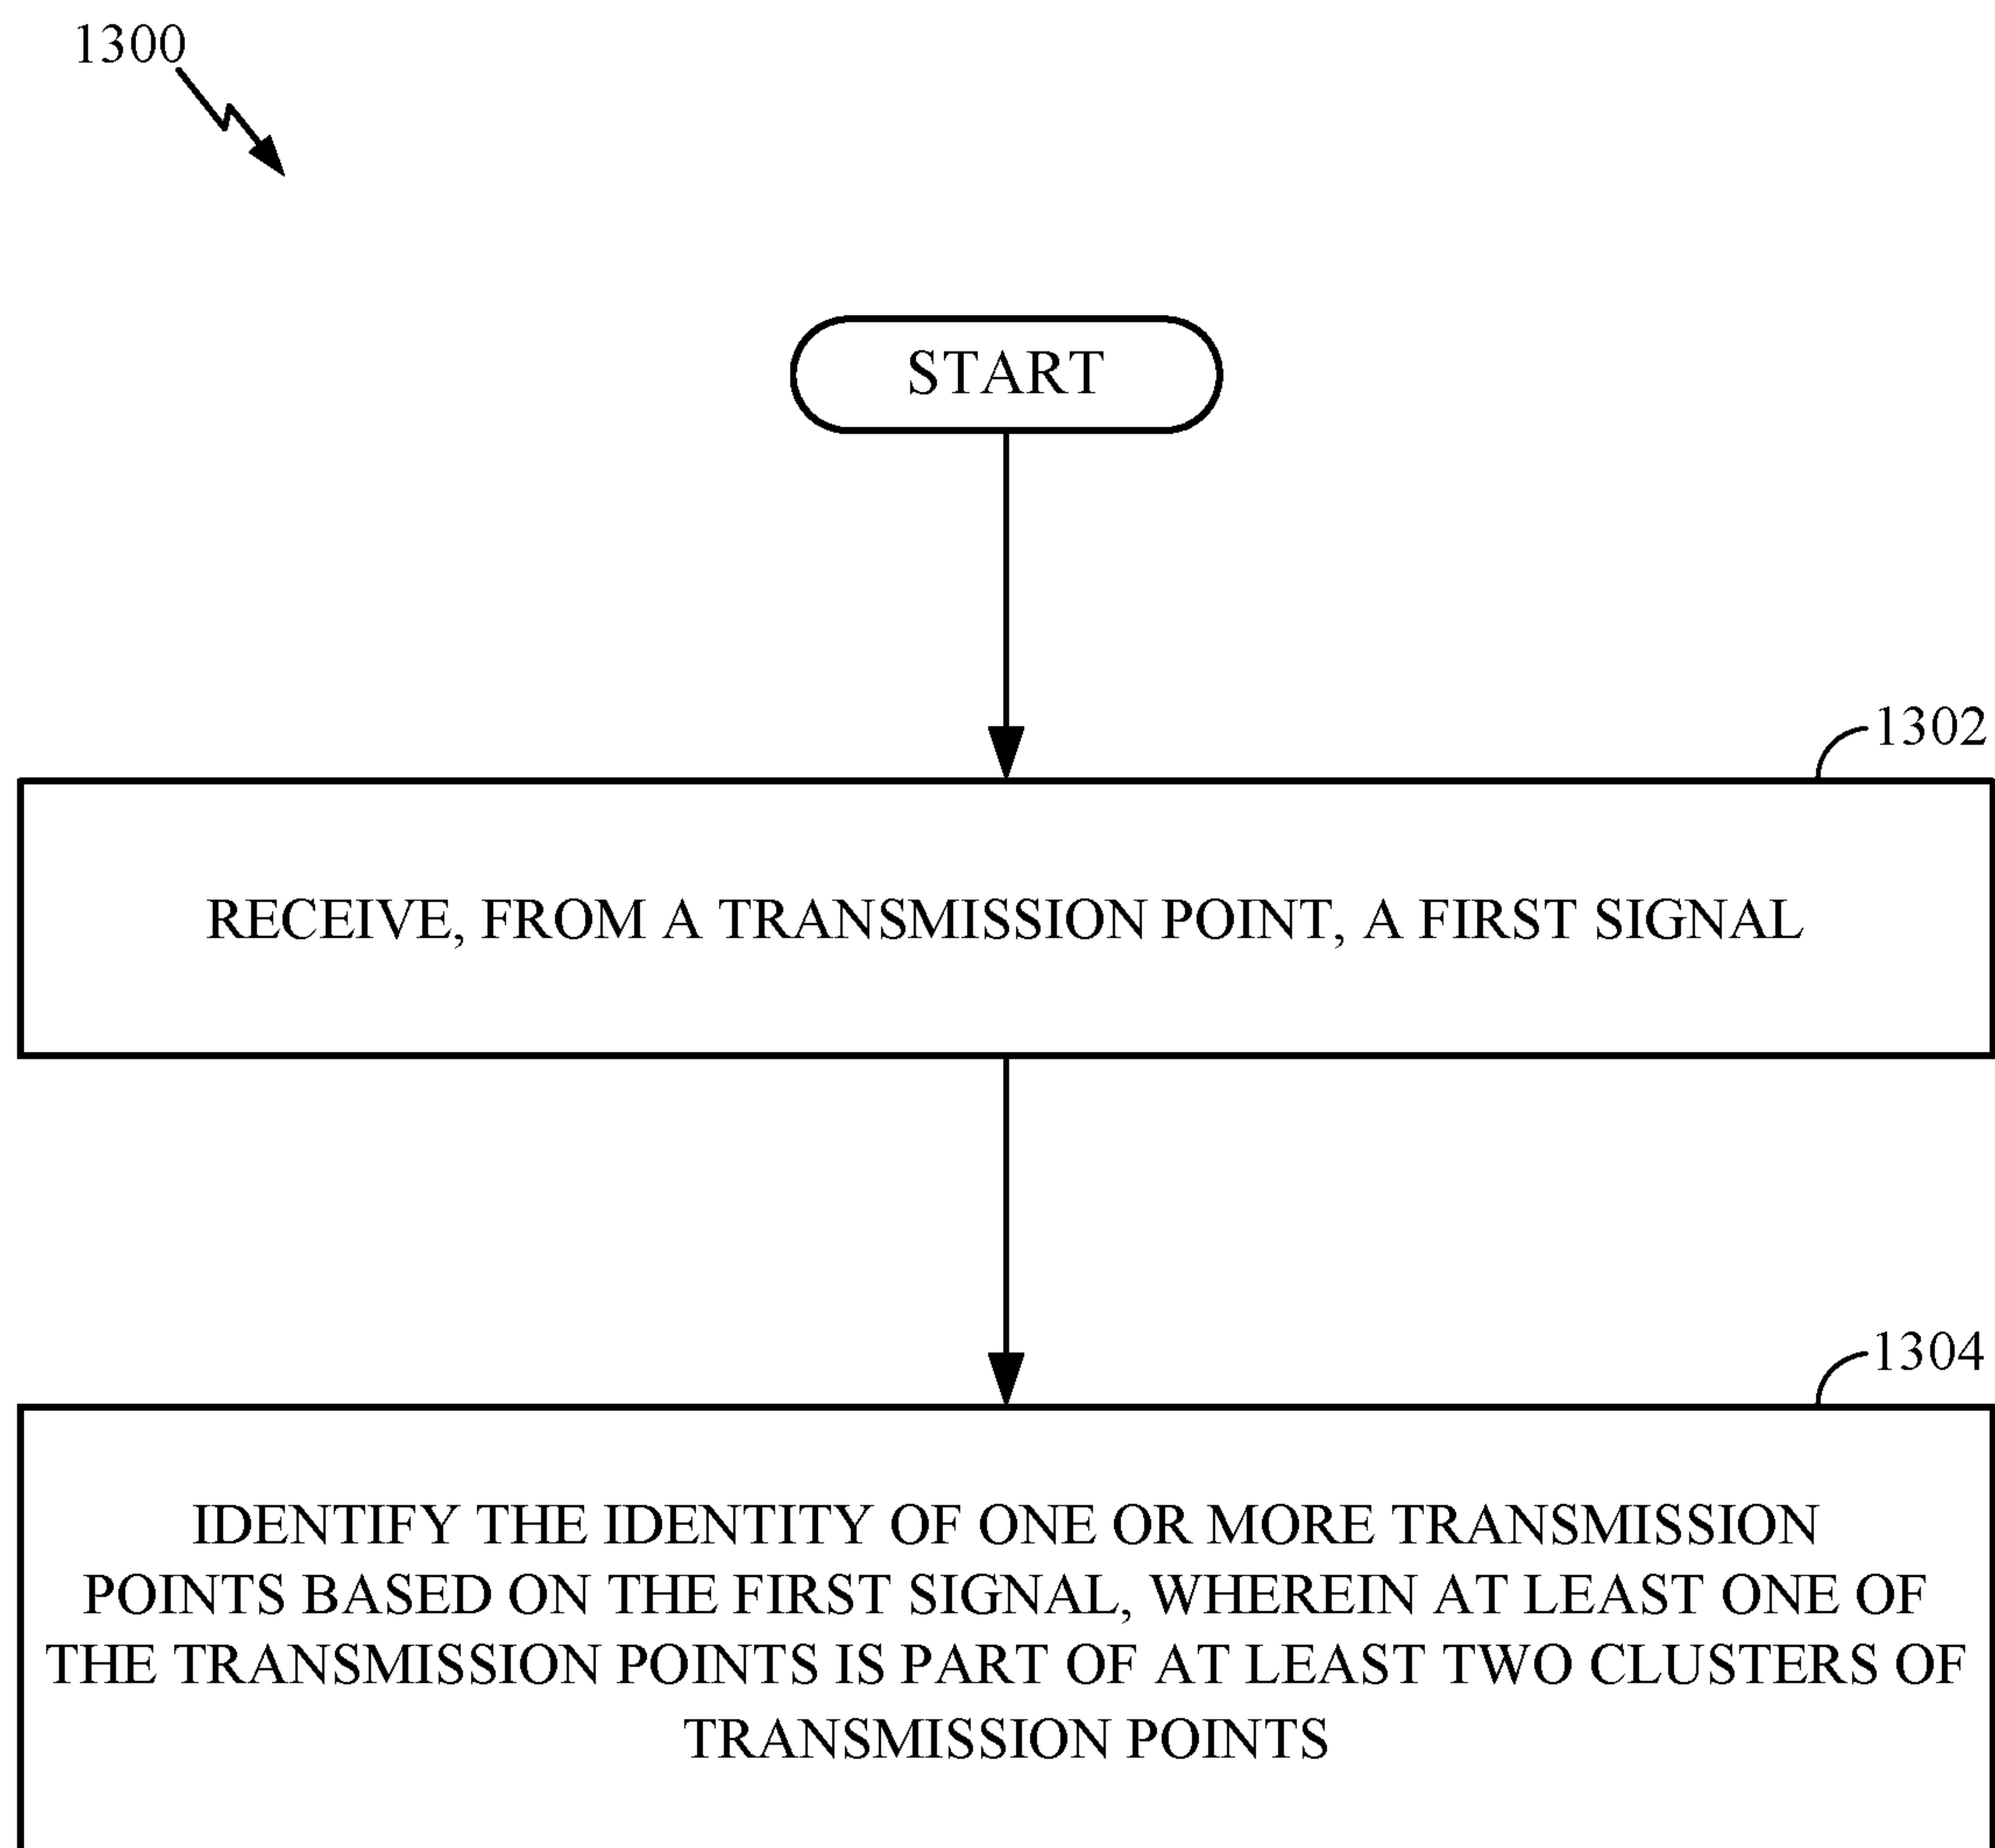 1300
START
1302
RECEIVE, FROM A TRANSMISSION POINT, A FIRST SIGNAL
1304
IDENTIFY THE IDENTITY OF ONE OR MORE TRANSMISSION
POINTS BASED ON THE FIRST SIGNAL, WHEREIN AT LEAST ONE OF
THE TRANSMISSION POINTS IS PART OF AT LEAST TWO CLUSTERS OF
TRANSMISSION POINTS